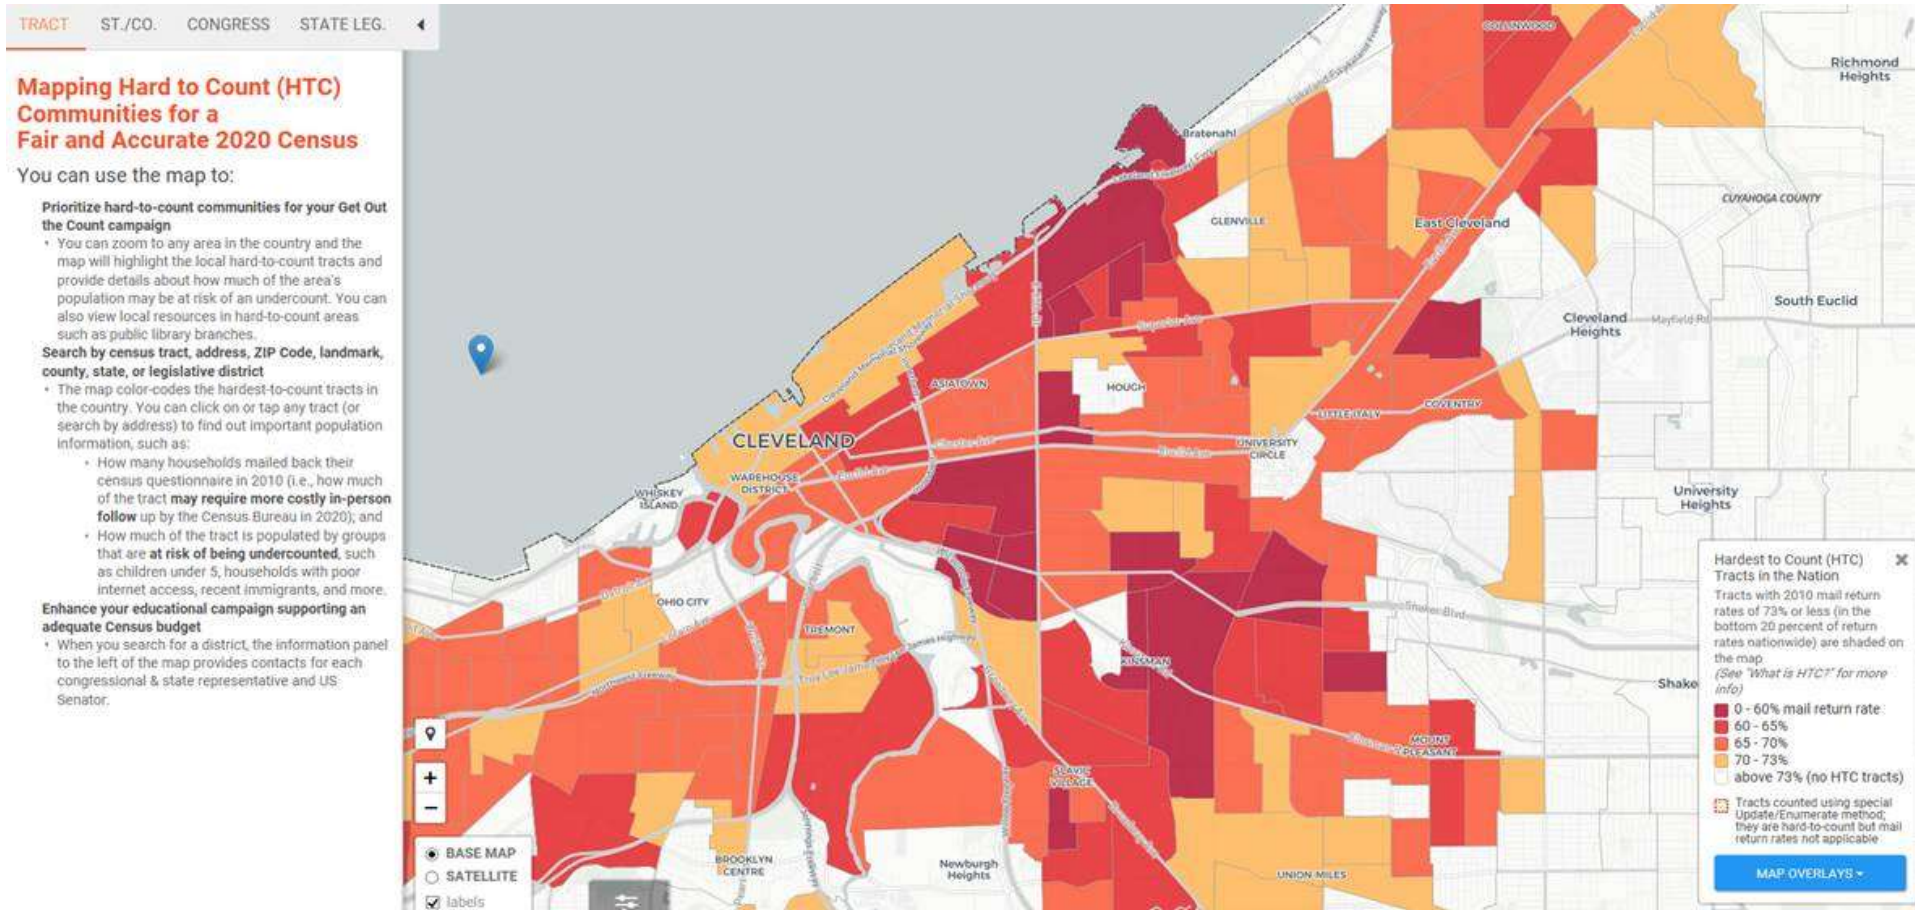 TRACT
ST./CO.
CONGRESS
STATE LEG.
Mapping Hard to Count (HTC)
Communities for a
Fair and Accurate 2020 Census
You can use the map to:
Prioritize hard-to-count communities for your Get Out
the Count campaign
• You can zoom to any area in the country and the
map will highlight the local hard-to-count tracts and
provide details about how much of the area's
population may be at risk of an undercount. You can
also view local resources in hard-to-count areas
such as public library branches.
Search by census tract, address, ZIP Code, landmark,
county, state, or legislative district
• The map color-codes the hardest-to-count tracts in
the country. You can click on or tap any tract (or
search by address) to find out important population
information, such as:
• How many households mailed back their
census questionnaire in 2010 (i.e., how much
of the tract may require more costly in-person
follow up by the Census Bureau in 2020); and
• How much of the tract is populated by groups
that are at risk of being undercounted, such
as children under 5, households with poor
internet access, recent immigrants, and more.
Enhance your educational campaign supporting an
adequate Census budget
• When you search for a district, the information panel
to the left of the map provides contacts for each
congressional & state representative and US
Senator.
COLLINWOOD
Richmond
Heights
Bratenahl
GLENVILLE
CUYAHOGA COUNTY
East Cleveland
South Euclid
Cleveland
Heights
Mayfield Rd
Superior Ave
ASIATOWN
HOUGH
LITTLE ITALY
COVENTRY
CLEVELAND
Chester Ave
Euclid Ave
Euclid Ave
UNIVERSITY
CIRCLE
WAREHOUSE
DISTRICT
WHISKEY
ISLAND
University
Heights
OHIO CITY
Lorain Ave
Shaker Blvd
TREMONT
KINSMAN
Northwest Freeway
Shake
MOUNT
PLEASANT
SLAVIC
VILLAGE
BROOKLYN
CENTRE
Newburgh
Heights
UNION MILES
+
−
BASE MAP
SATELLITE
labels
Hardest to Count (HTC)
Tracts in the Nation
Tracts with 2010 mail return
rates of 73% or less (in the
bottom 20 percent of return
rates nationwide) are shaded on
the map
(See "What is HTC?" for more
info)
0 - 60% mail return rate
60 - 65%
65 - 70%
70 - 73%
above 73% (no HTC tracts)
Tracts counted using special
Update/Enumerate method;
they are hard-to-count but mail
return rates not applicable
MAP OVERLAYS